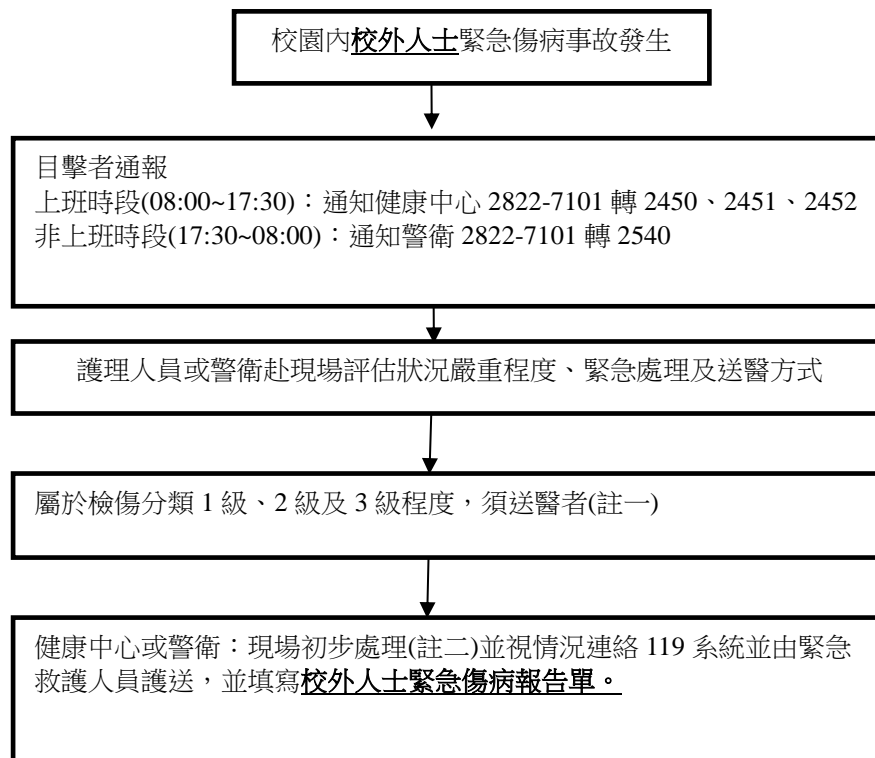 校園內校外人士緊急傷病事故發生
目擊者通報
上班時段(08:00~17:30)：通知健康中心 2822-7101 轉 2450、2451、2452
非上班時段(17:30~08:00)：通知警衛 2822-7101 轉 2540
護理人員或警衛赴現場評估狀況嚴重程度、緊急處理及送醫方式
屬於檢傷分類 1 級、2 級及 3 級程度，須送醫者(註一)
健康中心或警衛：現場初步處理(註二)並視情況連絡 119 系統並由緊急
救護人員護送，並填寫校外人士緊急傷病報告單。